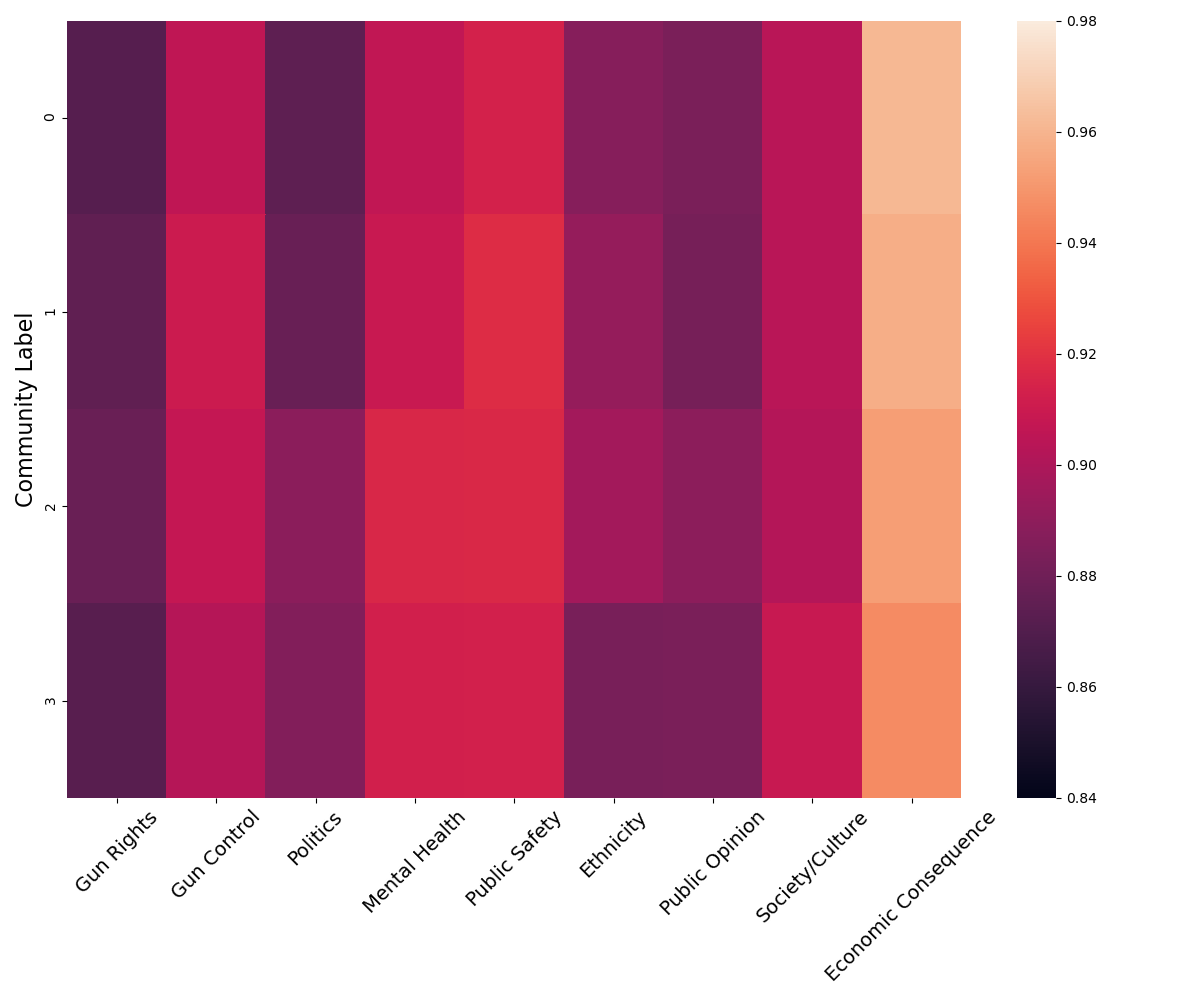 Community Label
0
1
2
3
Gun Rights
Gun Control
Politics
Mental Health
Public Safety
Ethnicity
Public Opinion
Society/Culture
Economic Consequence
0.98
0.96
0.94
0.92
0.90
0.88
0.86
0.84